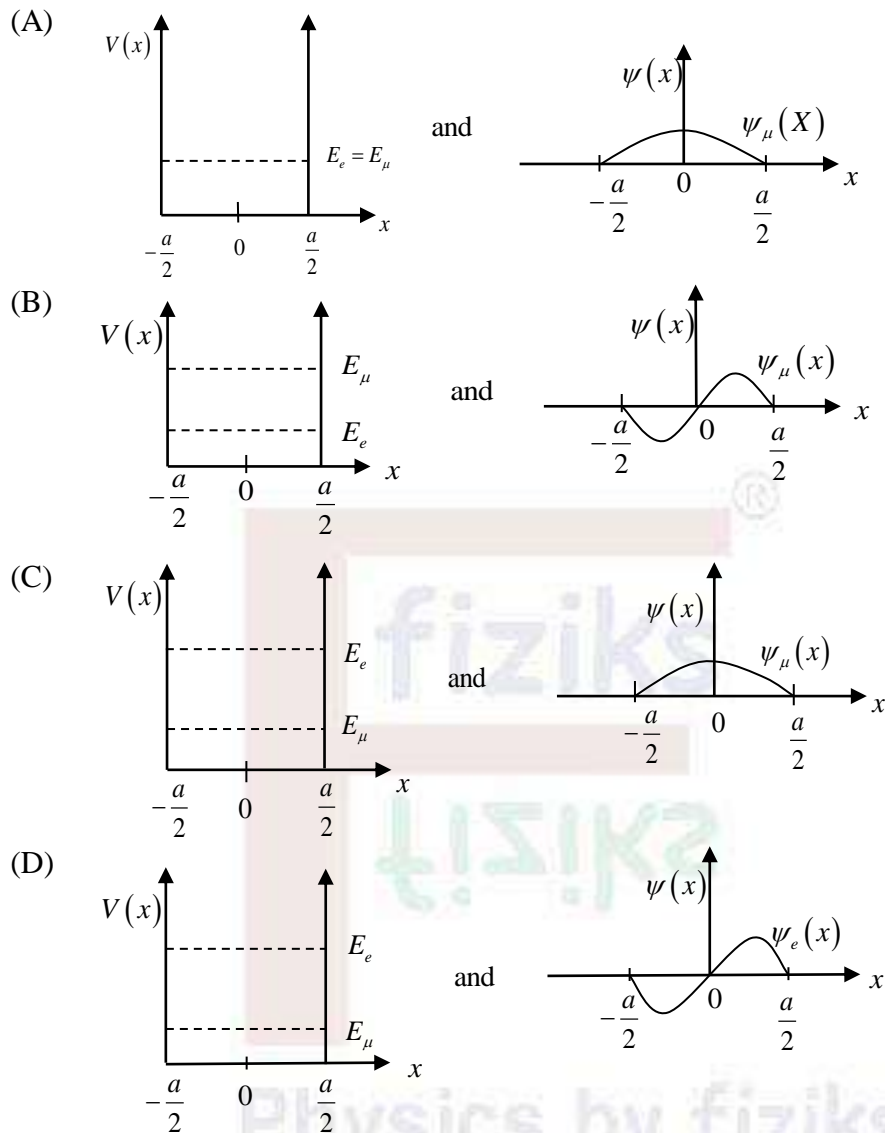 (A)
V(x)
E_e = E_μ
x
-a/2 0 a/2
and
ψ(x)
ψ_μ(X)
x
-a/2 0 a/2
(B)
V(x)
E_μ
E_e
x
-a/2 0 a/2
and
ψ(x)
ψ_μ(x)
x
-a/2 0 a/2
®
(C)
V(x)
E_e
E_μ
x
-a/2 0 a/2
and
ψ(x)
ψ_μ(x)
x
-a/2 0 a/2
fiziks
fiziks
(D)
V(x)
E_e
E_μ
x
-a/2 0 a/2
and
ψ(x)
ψ_e(x)
x
-a/2 0 a/2
Physics by fiziks